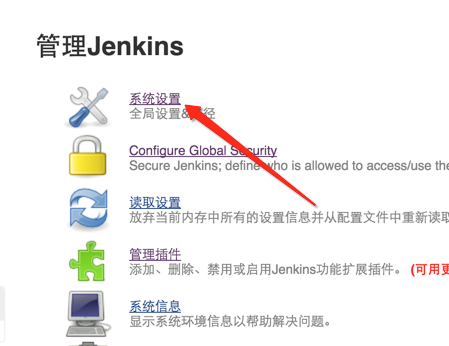 管理Jenkins
系统设置
全局设置&路径
Configure Global Security
Secure Jenkins; define who is allowed to access/use the
读取设置
放弃当前内存中所有的设置信息并从配置文件中重新读取
管理插件
添加、删除、禁用或启用Jenkins功能扩展插件。 (可用更
系统信息
显示系统环境信息以帮助解决问题。